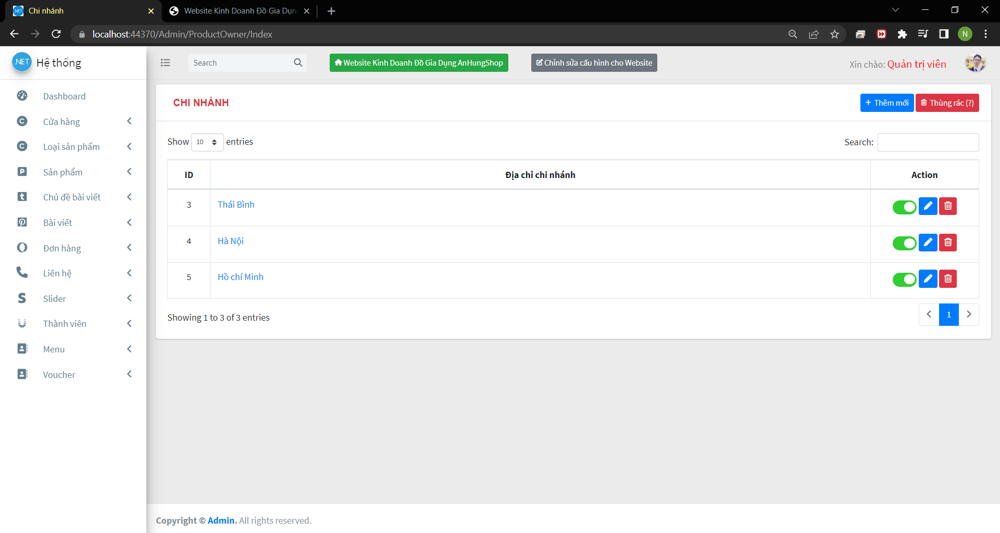 Chi nhánh
Website Kinh Doanh Đồ Gia Dụng
localhost:44370/Admin/ProductOwner/Index
N
.NET Hệ thống
Search
Website Kinh Doanh Đồ Gia Dụng AnHungShop
Chỉnh sửa cấu hình cho Website
Xin chào: Quản trị viên
Dashboard
Cửa hàng
Loại sản phẩm
Sản phẩm
Chủ đề bài viết
Bài viết
Đơn hàng
Liên hệ
Slider
Thành viên
Menu
Voucher
CHI NHÁNH
+ Thêm mới
Thùng rác (?)
Show 10 entries
Search:
ID Địa chỉ chi nhánh Action
3 Thái Bình
4 Hà Nội
5 Hồ chí Minh
Showing 1 to 3 of 3 entries
1
Copyright © Admin. All rights reserved.